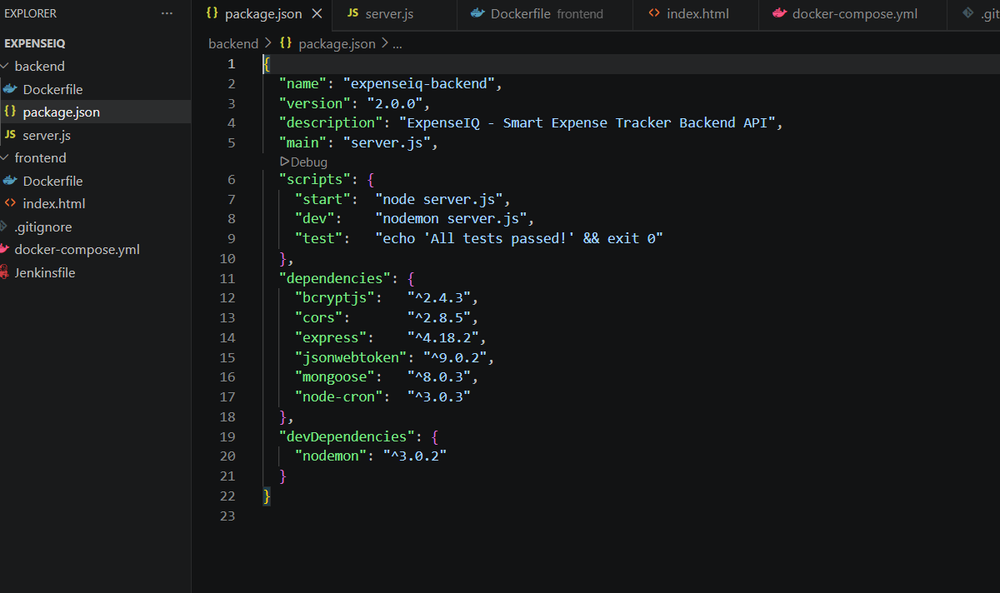 EXPLORER
···
EXPENSEIQ
backend
Dockerfile
{} package.json
JS server.js
frontend
Dockerfile
<> index.html
.gitignore
docker-compose.yml
Jenkinsfile
{} package.json × JS server.js Dockerfile frontend <> index.html docker-compose.yml
backend > {} package.json > ...
1 {
2 "name": "expenseiq-backend",
3 "version": "2.0.0",
4 "description": "ExpenseIQ - Smart Expense Tracker Backend API",
5 "main": "server.js",
Debug
6 "scripts": {
7 "start": "node server.js",
8 "dev": "nodemon server.js",
9 "test": "echo 'All tests passed!' && exit 0"
10 },
11 "dependencies": {
12 "bcryptjs": "^2.4.3",
13 "cors": "^2.8.5",
14 "express": "^4.18.2",
15 "jsonwebtoken": "^9.0.2",
16 "mongoose": "^8.0.3",
17 "node-cron": "^3.0.3"
18 },
19 "devDependencies": {
20 "nodemon": "^3.0.2"
21 }
22 }
23